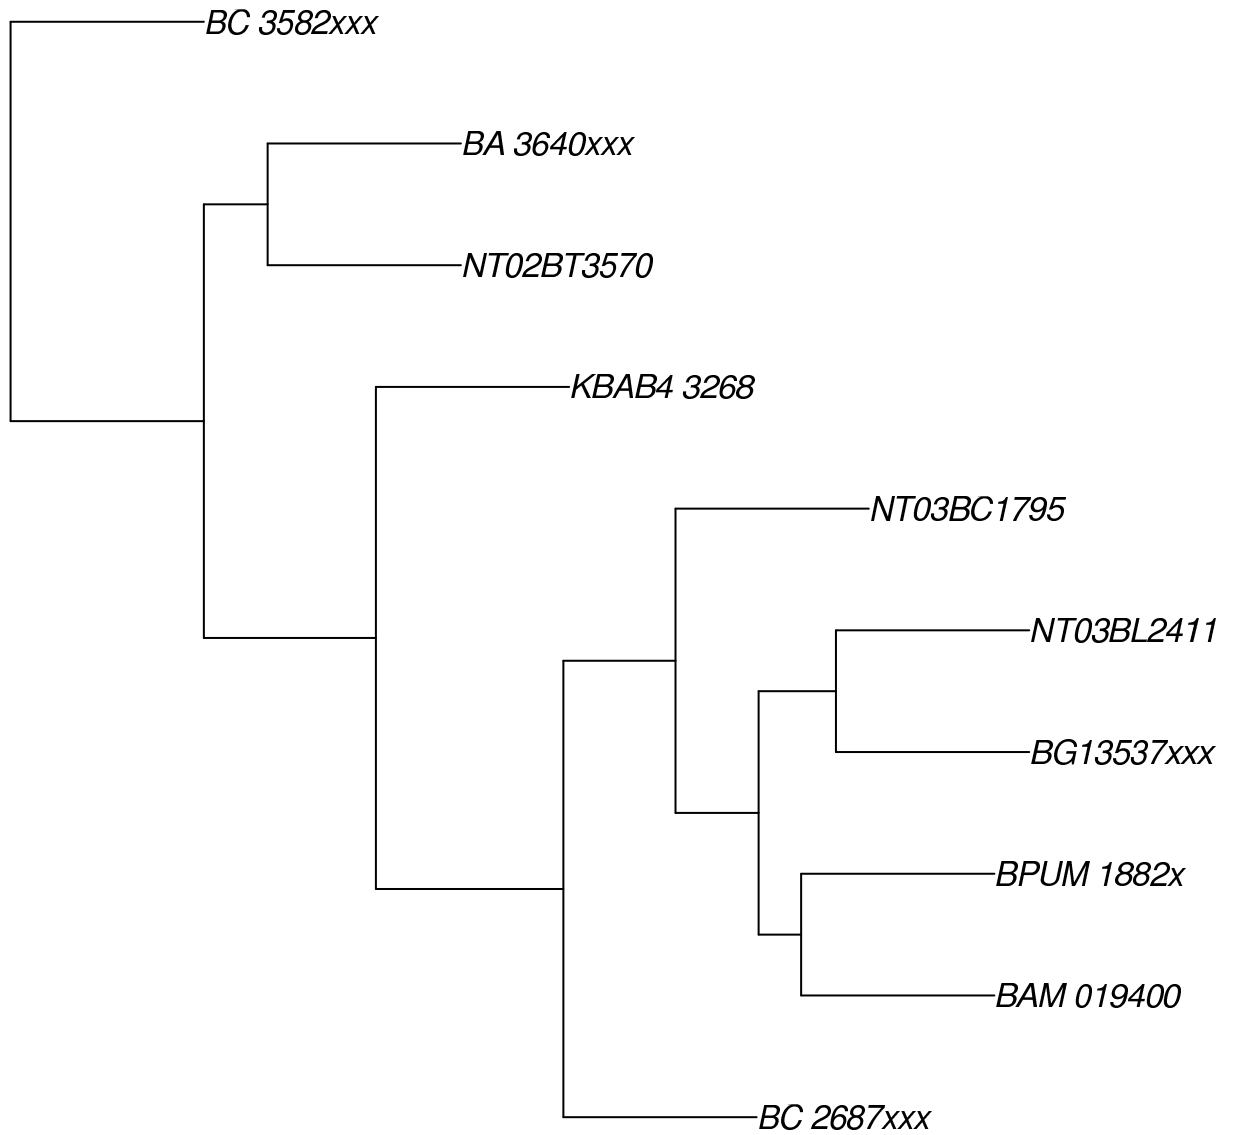 BC 3582xxx
BA 3640xxx
NT02BT3570
KBAB4 3268
NT03BC1795
NT03BL2411
BG13537xxx
BPUM 1882x
BAM 019400
BC 2687xxx